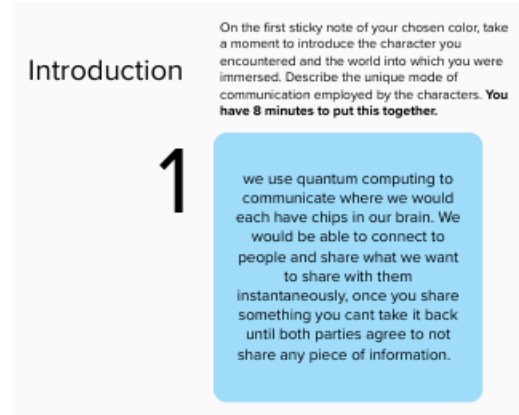 Introduction
On the first sticky note of your chosen color, take
a moment to introduce the character you
encountered and the world into which you were
immersed. Describe the unique mode of
communication employed by the characters. You
have 8 minutes to put this together.
1
we use quantum computing to
communicate where we would
each have chips in our brain. We
would be able to connect to
people and share what we want
to share with them
instantaneously, once you share
something you cant take it back
until both parties agree to not
share any piece of information.